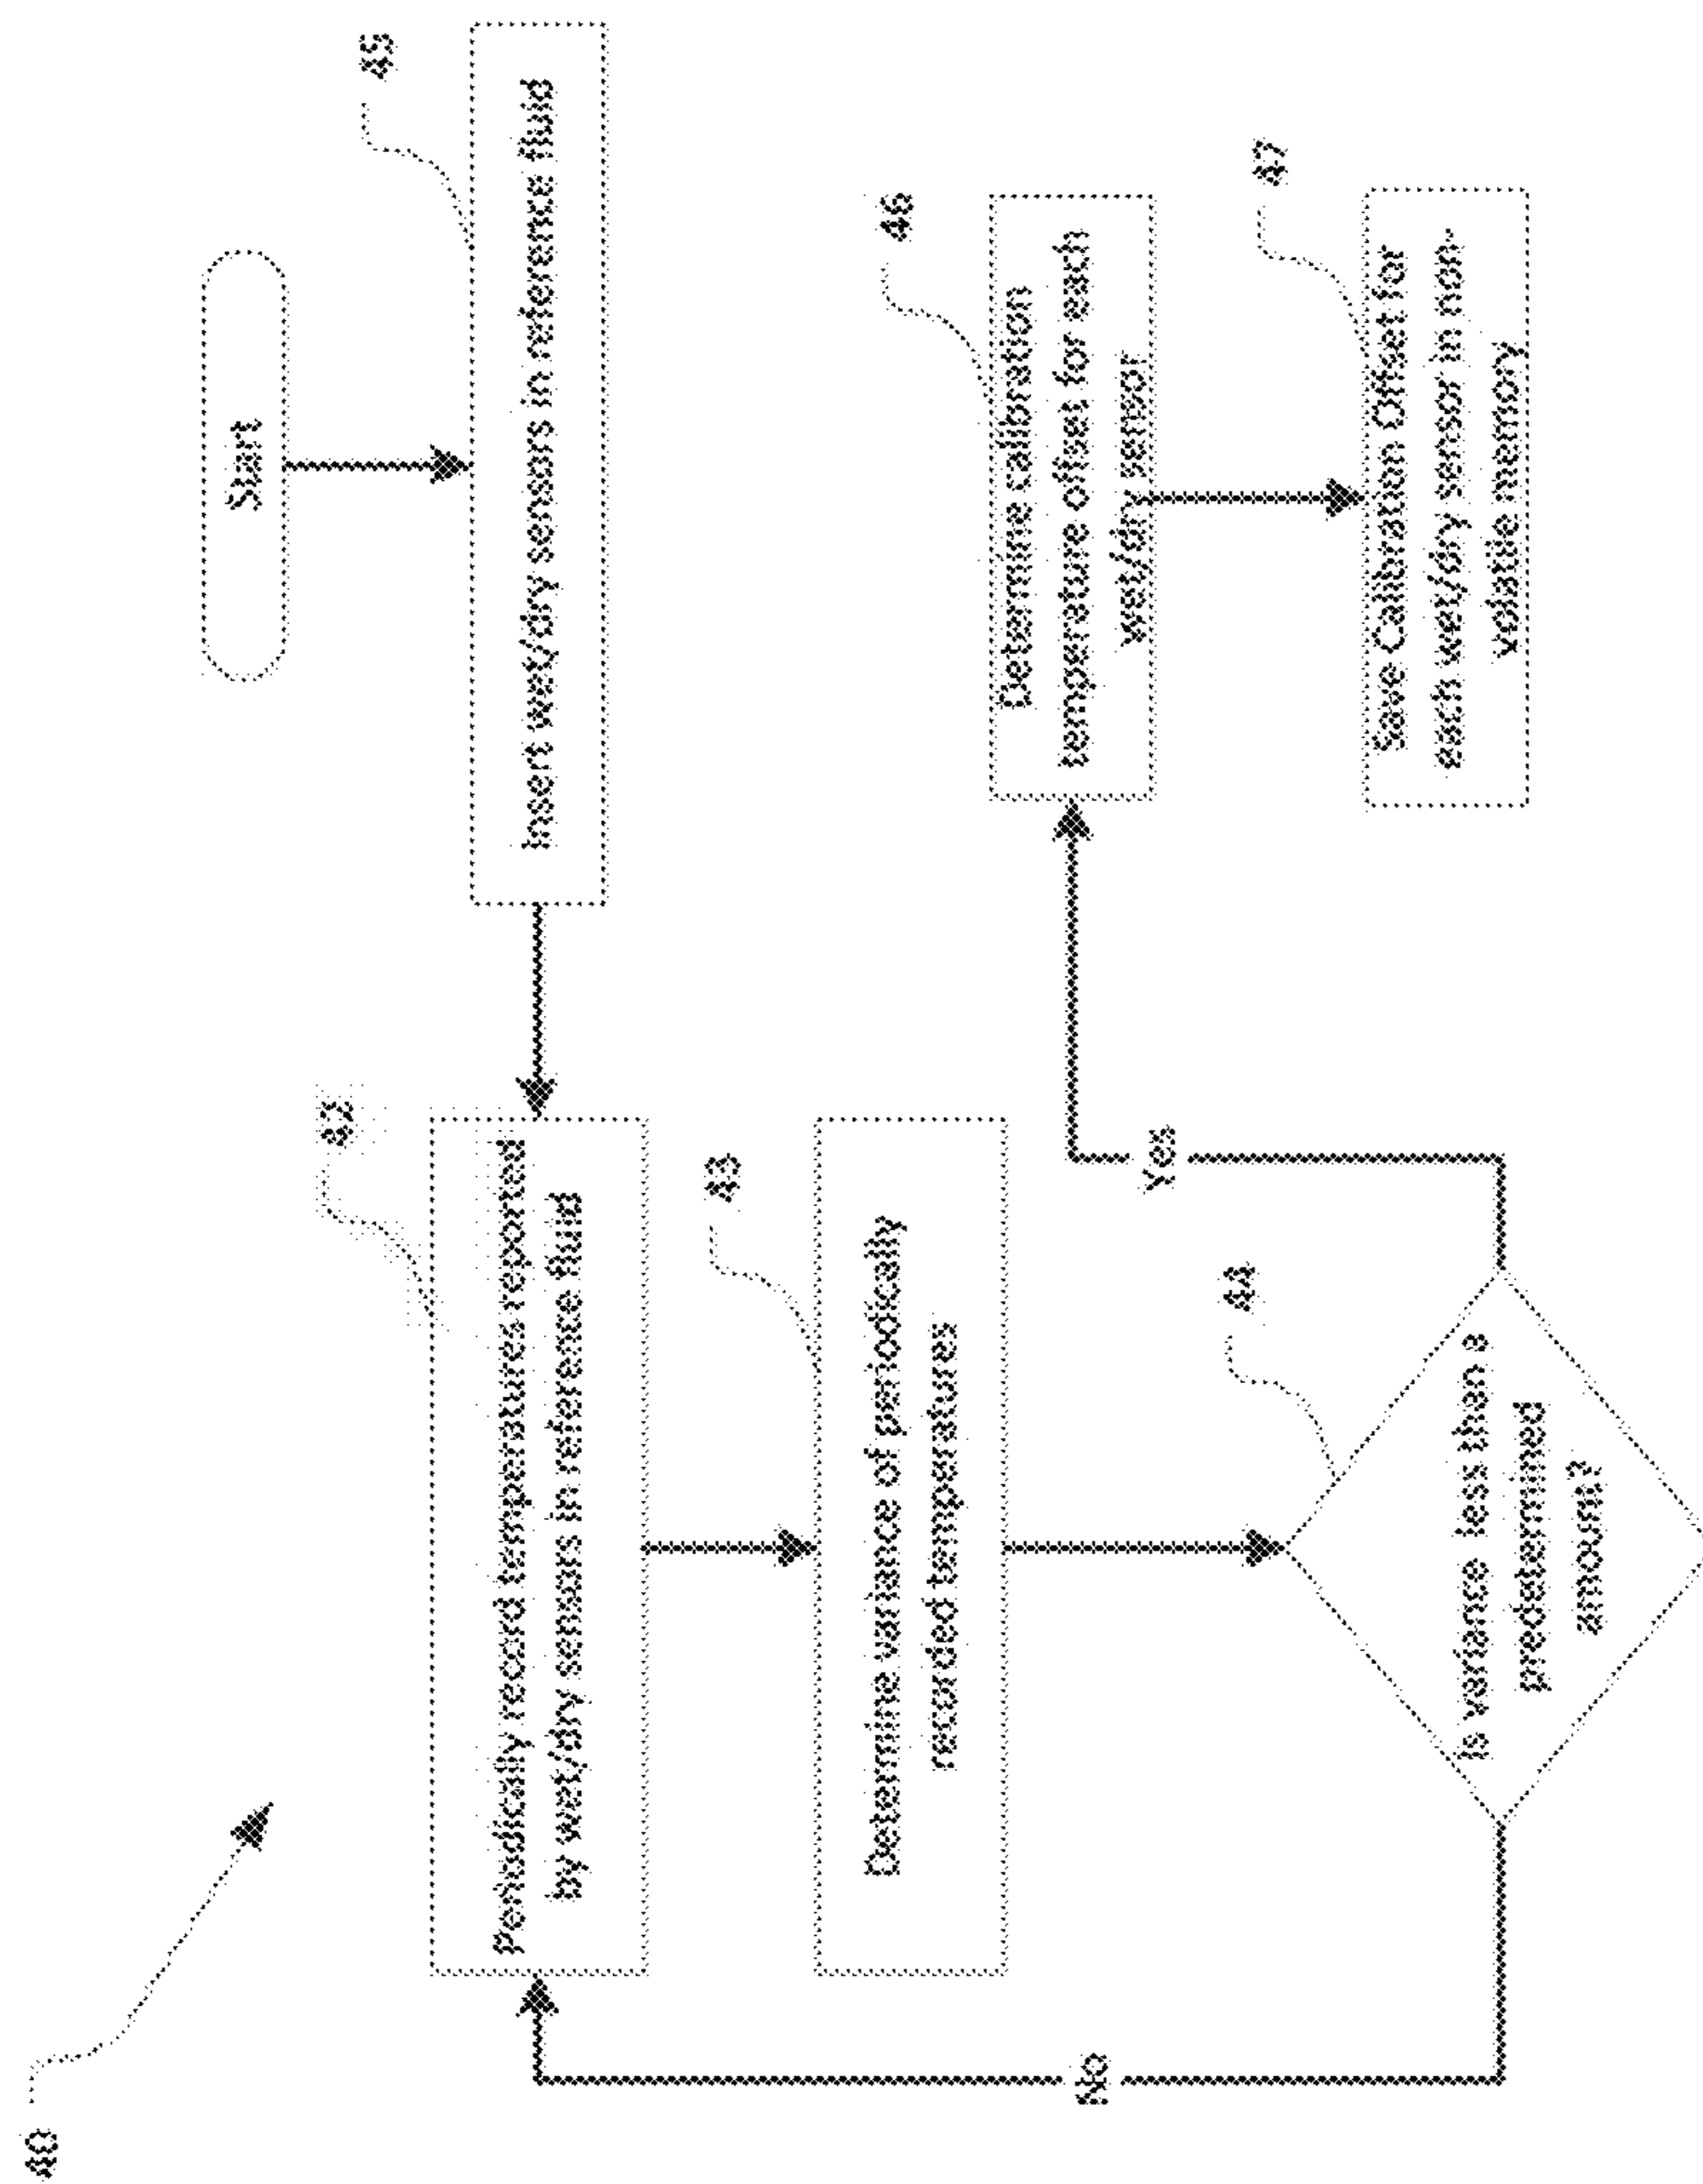 40
Start
45
Insert wet/dry sensors in reference fluid
42
Periodically record temperatures reported
by wet/dry sensors in reference fluid
43
Determine variance of periodically
recorded temperatures
44
Is variance less than a
predetermined
amount?
No
Yes
46
Determine calibration
temperature offset for each
wet/dry sensor
47
Save Calibration Offset for
each wet/dry sensor in non-
volatile memory